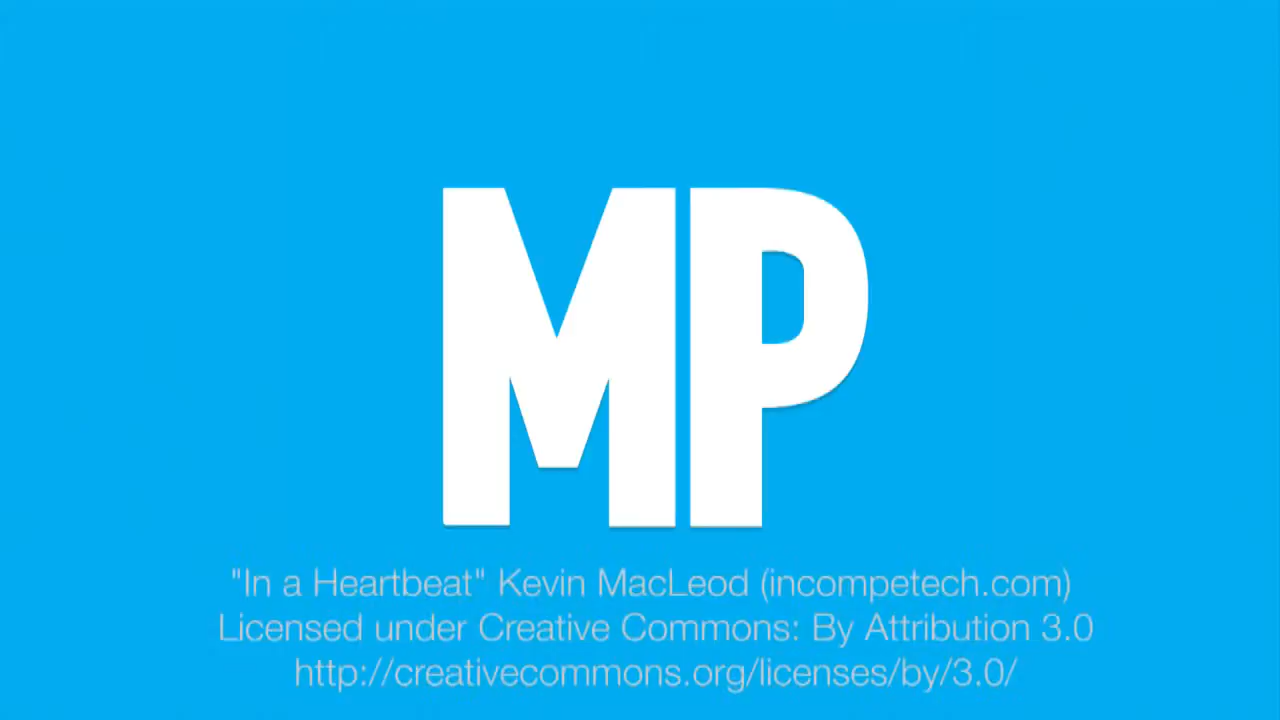 MP
"In a Heartbeat" Kevin MacLeod (incompetech.com)
Licensed under Creative Commons: By Attribution 3.0
http://creativecommons.org/licenses/by/3.0/